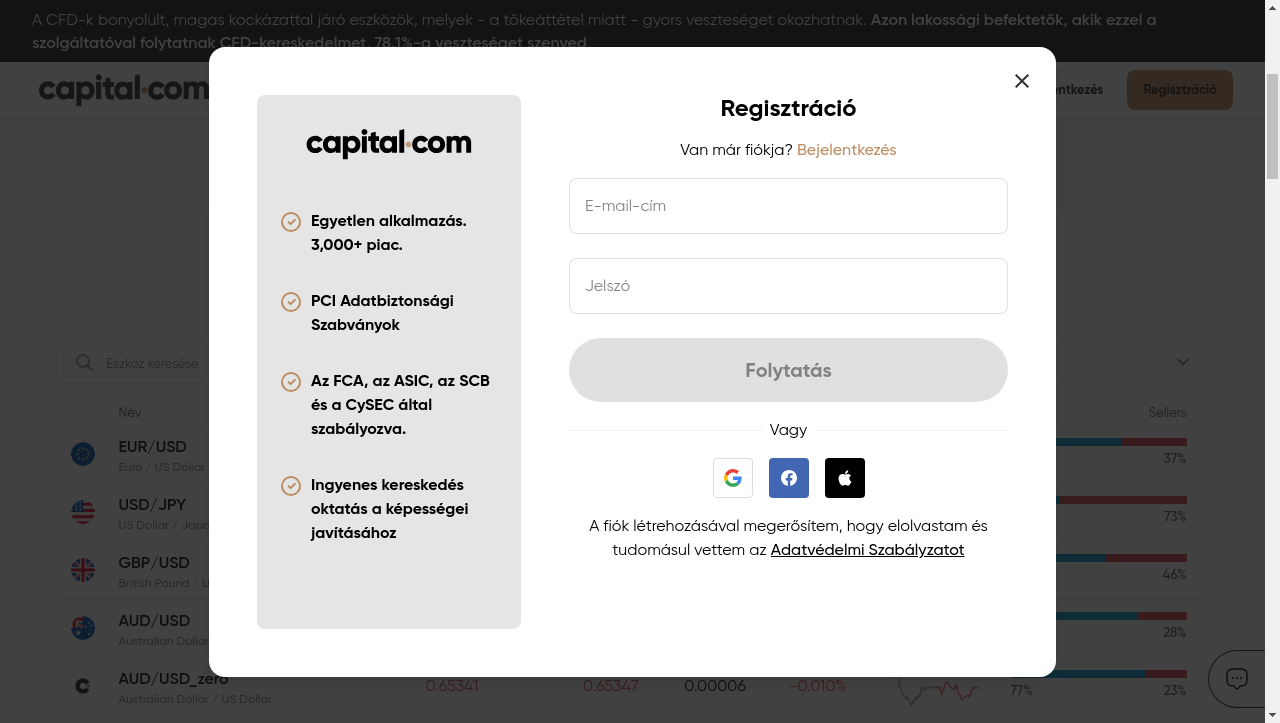 A CFD-k bonyolult, magas kockázattal járó eszközök, melyek - a tőkeáttétel miatt - gyors veszteséget okozhatnak. Azon lakossági befektetők, akik ezzel a
szolgáltatóval folytatnak CFD-kereskedelmet, 78.1%-a veszteséget szenved
capital.com
Regisztráció
Regisztráció
Van már fiókja? Bejelentkezés
E-mail-cím
Jelszó
Folytatás
Vagy
A fiók létrehozásával megerősítem, hogy elolvastam és
tudomásul vettem az Adatvédelmi Szabályzatot
capital.com
Egyetlen alkalmazás.
3,000+ piac.
PCI Adatbiztonsági
Szabványok
Az FCA, az ASIC, az SCB
és a CySEC által
szabályozva.
Ingyenes kereskedés
oktatás a képességei
javításához
Eszköz keresése
Név
Sellers
EUR/USD
Euro / US Dollar
37%
USD/JPY
US Dollar /
73%
GBP/USD
British Pound /
46%
AUD/USD
Australian Dollar
28%
AUD/USD_zero
Australian Dollar / US Dollar
0.65341
0.65347
0.00006
-0.010%
77%
23%